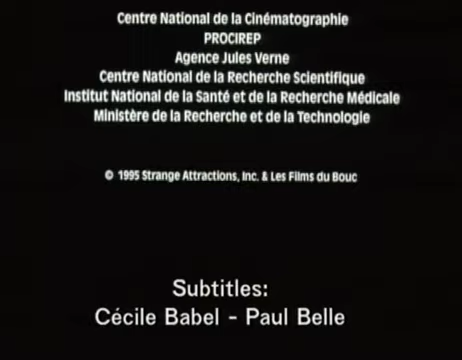 Centre National de la Cinématographie
PROCIREP
Agence Jules Verne
Centre National de la Recherche Scientifique
Institut National de la Santé et de la Recherche Médicale
Ministère de la Recherche et de la Technologie
© 1995 Strange Attractions, Inc. & Les Films du Bouc
Subtitles:
Cécile Babel - Paul Belle